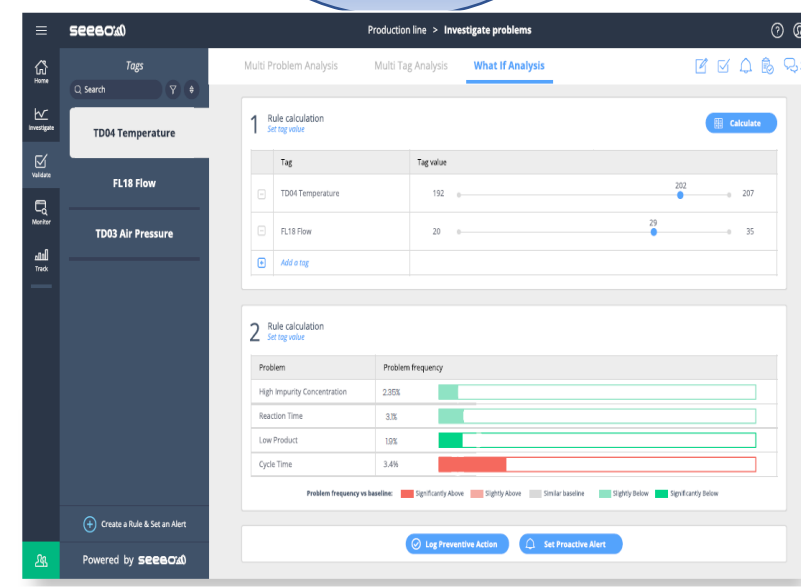 seebo
Production line > Investigate problems
Home
Investigate
Validate
Monitor
Track
Tags
Search
TD04 Temperature
FL18 Flow
TD03 Air Pressure
Create a Rule & Set an Alert
Powered by seebo
Multi Problem Analysis Multi Tag Analysis What If Analysis
1 Rule calculation
Set tag value
Calculate
Tag Tag value
TD04 Temperature 192 202 207
FL18 Flow 20 29 35
Add a tag
2 Rule calculation
Set tag value
Problem Problem frequency
High Impurity Concentration 2.35%
Reaction Time 3.1%
Low Product 1.9%
Cycle Time 3.4%
Problem frequency vs baseline: Significantly Above Slightly Above Similar baseline Slightly Below Significantly Below
Log Preventive Action Set Proactive Alert